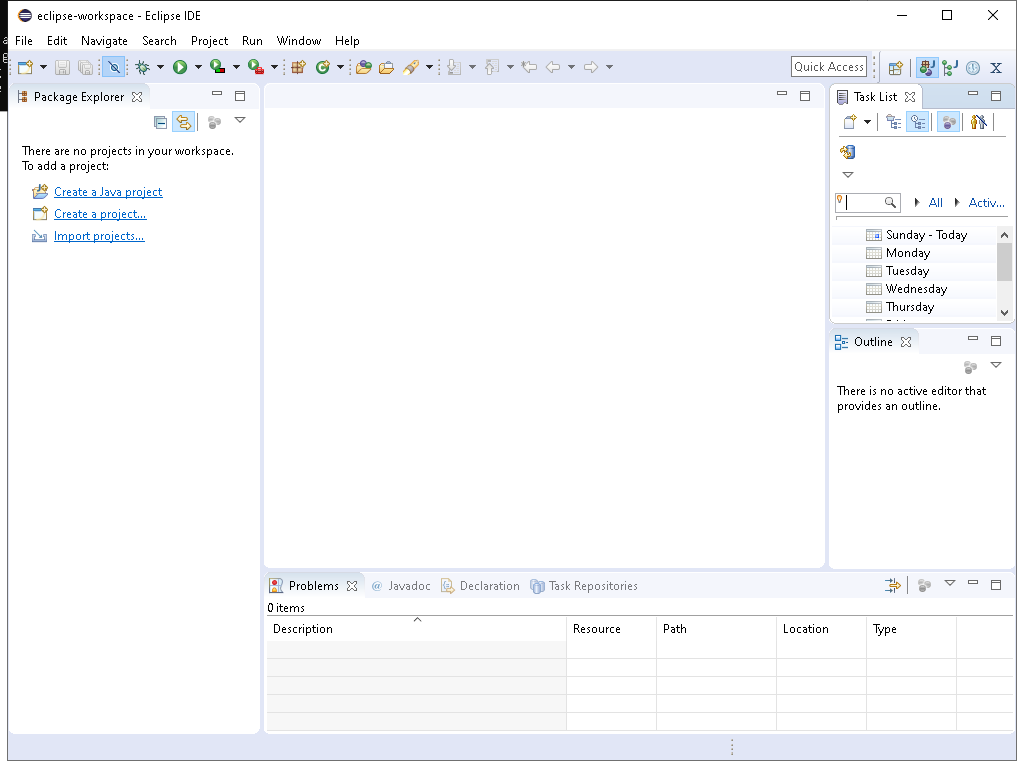 eclipse-workspace - Eclipse IDE
File Edit Navigate Search Project Run Window Help
Quick Access
Package Explorer
Task List
There are no projects in your workspace.
To add a project:
Create a Java project
Create a project...
Import projects...
All Activ...
Sunday - Today
Monday
Tuesday
Wednesday
Thursday
Outline
There is no active editor that
provides an outline.
Problems @ Javadoc Declaration Task Repositories
0 items
Description Resource Path Location Type